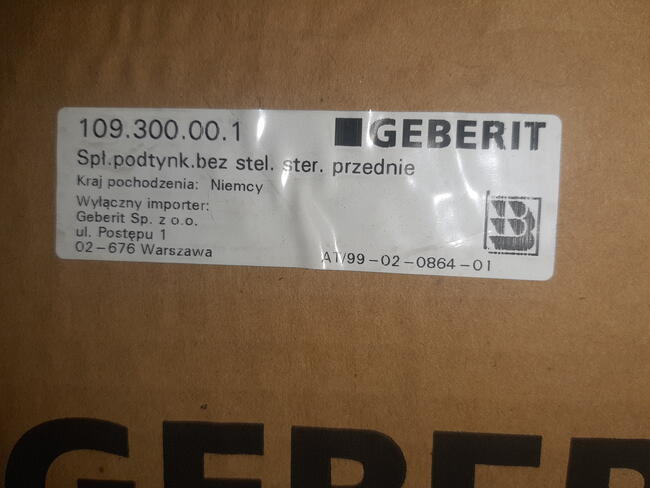 109.300.00.1
GEBERIT
Spł.podtynk.bez stel. ster. przednie
Kraj pochodzenia: Niemcy
Wyłączny importer:
Geberit Sp. z o.o.
ul. Postępu 1
02-676 Warszawa
B
AT/99-02-0864-01
GEBER